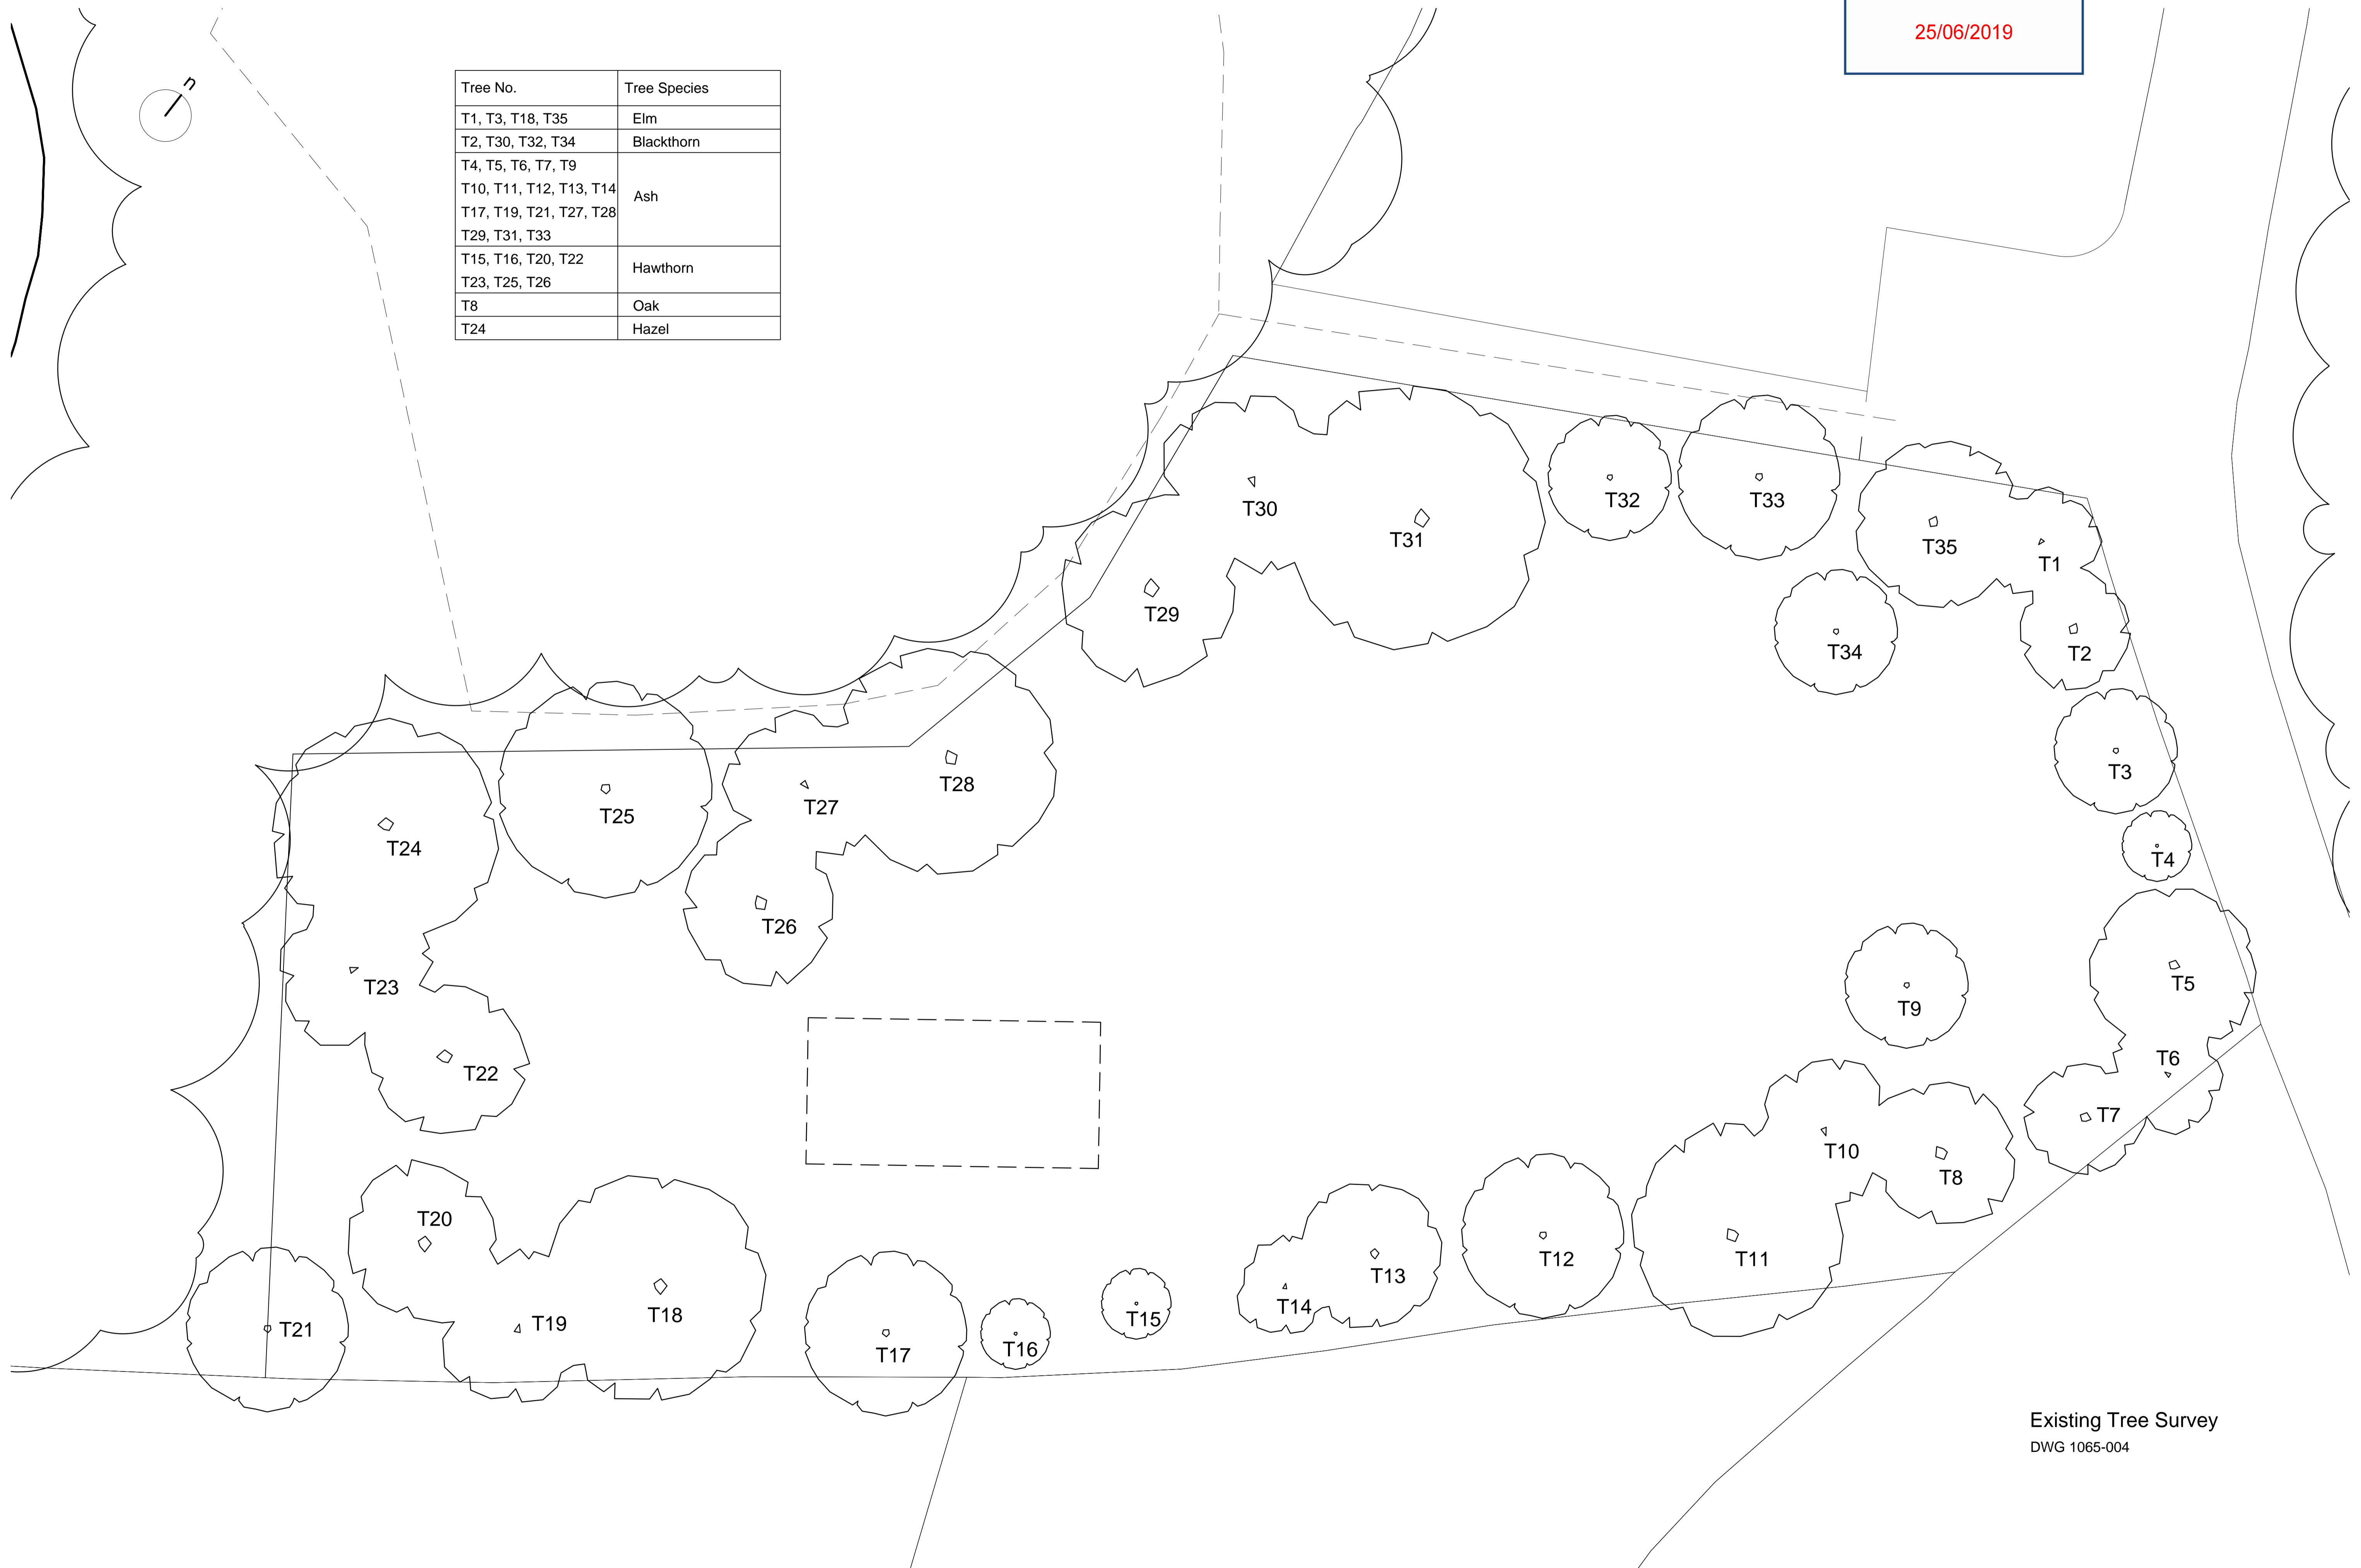 25/06/2019
n
Tree No. Tree Species
T1, T3, T18, T35 Elm
T2, T30, T32, T34 Blackthorn
T4, T5, T6, T7, T9
T10, T11, T12, T13, T14
Ash
T17, T19, T21, T27, T28
T29, T31, T33
T15, T16, T20, T22
Hawthorn
T23, T25, T26
T8 Oak
T24 Hazel
T30
T31
T32
T33
T35
T1
T29
T34
T2
T28
T3
T27
T25
T24
T4
T26
T23
T5
T9
T22
T6
T7
T10
T8
T20
T11
T12
T13
T14
T18
T19
T21
T15
T16
T17
Existing Tree Survey
DWG 1065-004